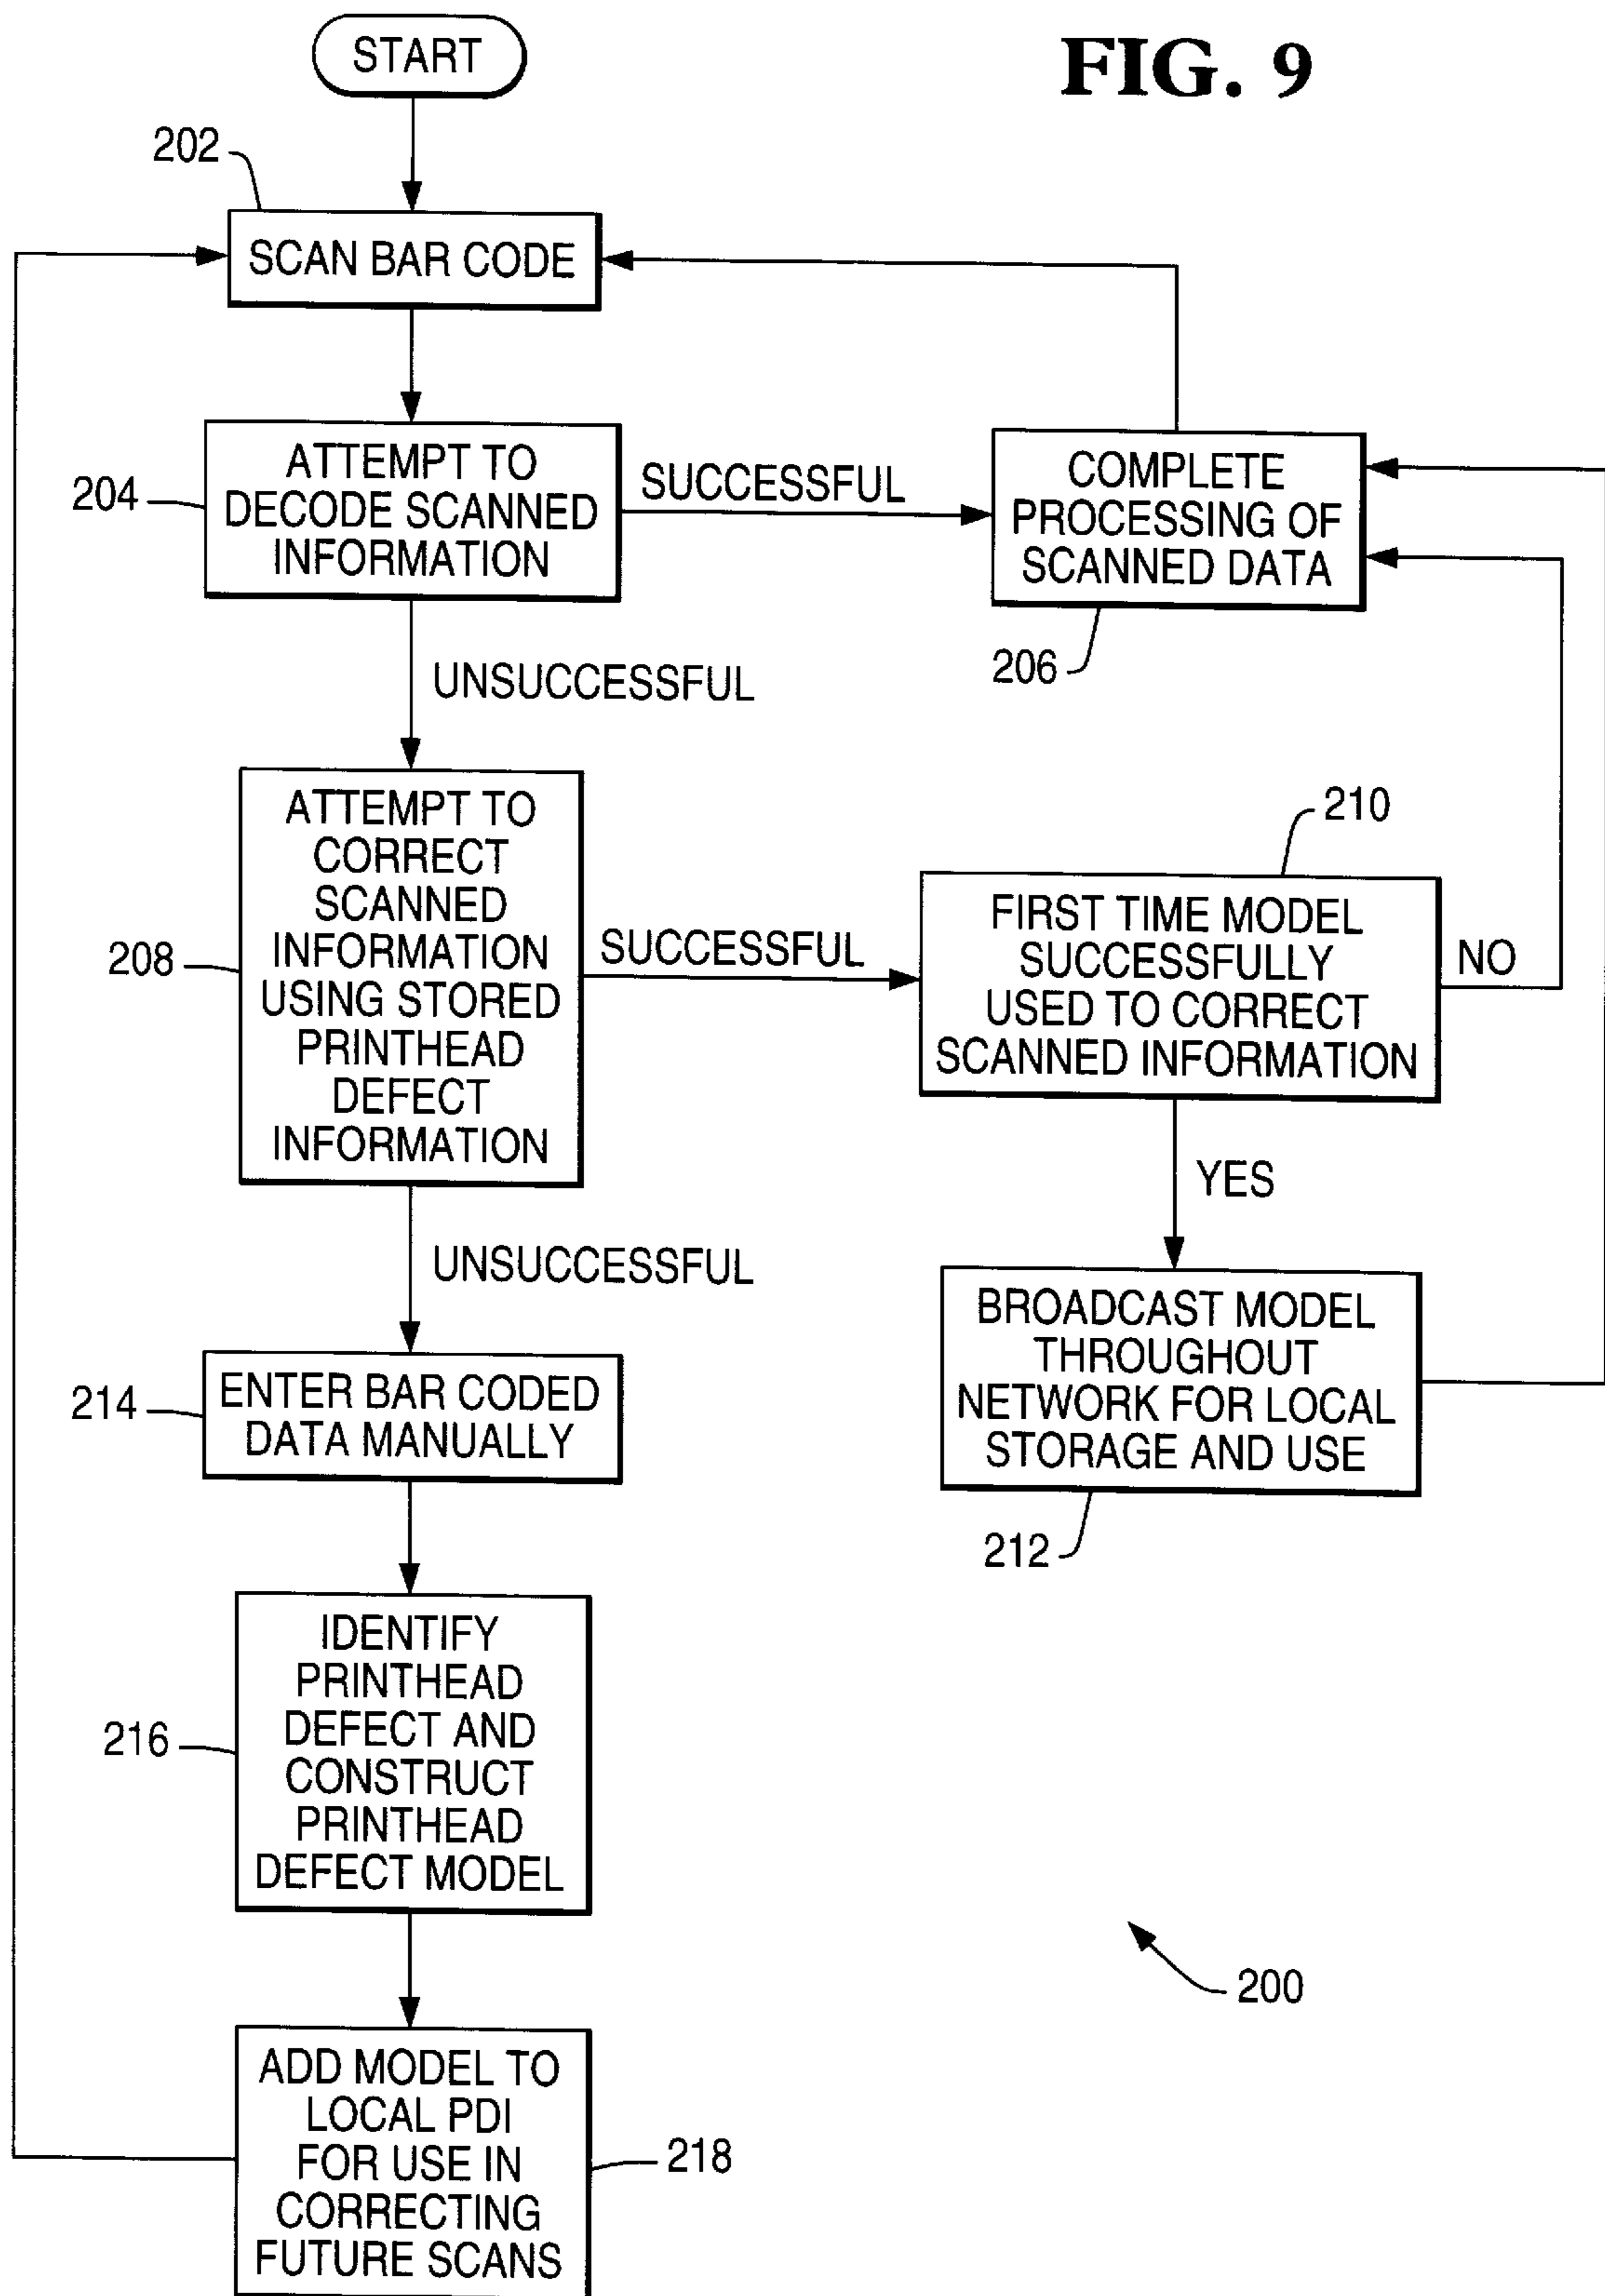 START
FIG. 9
202
SCAN BAR CODE
204
ATTEMPT TO
DECODE SCANNED
INFORMATION
SUCCESSFUL
COMPLETE
PROCESSING OF
SCANNED DATA
206
UNSUCCESSFUL
208
ATTEMPT TO
CORRECT
SCANNED
INFORMATION
USING STORED
PRINTHEAD
DEFECT
INFORMATION
SUCCESSFUL
210
FIRST TIME MODEL
SUCCESSFULLY
USED TO CORRECT
SCANNED INFORMATION
NO
YES
UNSUCCESSFUL
BROADCAST MODEL
THROUGHOUT
NETWORK FOR LOCAL
STORAGE AND USE
212
214
ENTER BAR CODED
DATA MANUALLY
216
IDENTIFY
PRINTHEAD
DEFECT AND
CONSTRUCT
PRINTHEAD
DEFECT MODEL
200
ADD MODEL TO
LOCAL PDI
FOR USE IN
CORRECTING
FUTURE SCANS
218